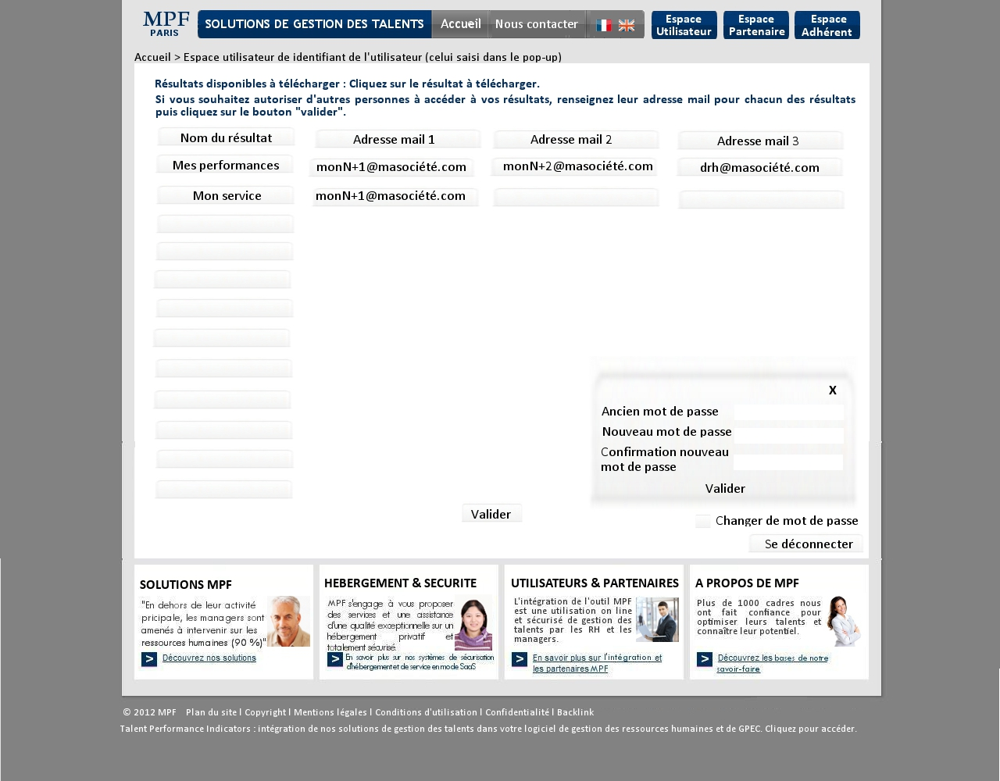 MPF
PARIS
SOLUTIONS DE GESTION DES TALENTS
Accueil
Nous contacter
Espace
Utilisateur
Espace
Partenaire
Espace
Adhérent
Accueil > Espace utilisateur de identifiant de l'utilisateur (celui saisi dans le pop-up)
Résultats disponibles à télécharger : Cliquez sur le résultat à télécharger.
Si vous souhaitez autoriser d'autres personnes à accéder à vos résultats, renseignez leur adresse mail pour chacun des résultats
puis cliquez sur le bouton "valider".
Nom du résultat
Adresse mail 1
Adresse mail 2
Adresse mail 3
Mes performances
monN+1@masociété.com
monN+2@masociété.com
drh@masociété.com
Mon service
monN+1@masociété.com
X
Ancien mot de passe
Nouveau mot de passe
Confirmation nouveau
mot de passe
Valider
Valider
Changer de mot de passe
Se déconnecter
SOLUTIONS MPF
"En dehors de leur activité
pricipale, les managers sont
amenés à intervenir sur les
ressources humaines (90 %)"
> Découvrez nos solutions
HEBERGEMENT & SECURITE
MPF s'engage à vous proposer
des services et une assistance
d'une qualité exceptionnelle sur un
hébergement privatif et
totalement sécurisé.
> En savoir plus sur nos systèmes de sécurisation
d'hébergement et de service en mode SaaS
UTILISATEURS & PARTENAIRES
L'intégration de l'outil MPF
est une utilisation on line
et sécurisé de gestion des
talents par les RH et les
managers.
> En savoir plus sur l'intégration et
les partenaires MPF
A PROPOS DE MPF
Plus de 1000 cadres nous
ont fait confiance pour
optimiser leurs talents et
connaître leur potentiel.
> Découvrez les bases de notre
savoir-faire
© 2012 MPF Plan du site l Copyright l Mentions légales l Conditions d'utilisation l Confidentialité l Backlink
Talent Performance Indicators : intégration de nos solutions de gestion des talents dans votre logiciel de gestion des ressources humaines et de GPEC. Cliquez pour accéder.